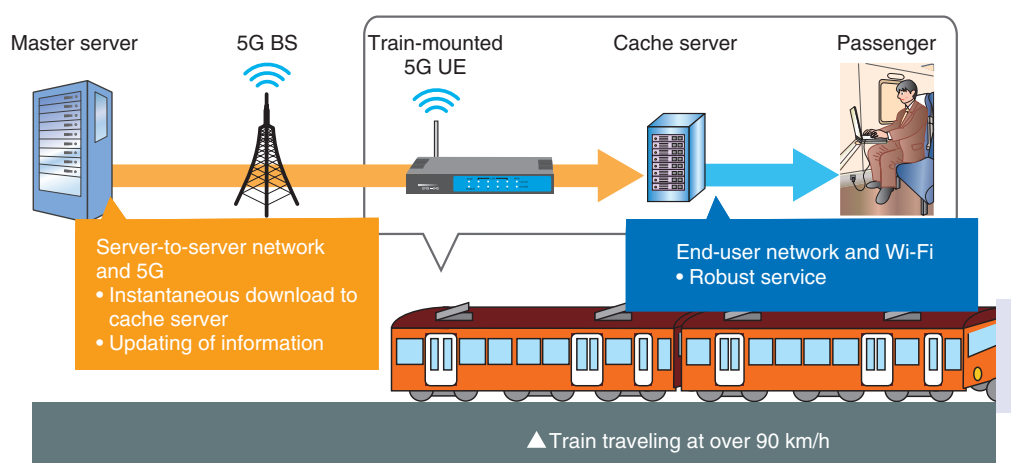 Master server
5G BS
Train-mounted
5G UE
Cache server
Passenger
Server-to-server network
and 5G
• Instantaneous download to
cache server
• Updating of information
End-user network and Wi-Fi
• Robust service
▲Train traveling at over 90 km/h